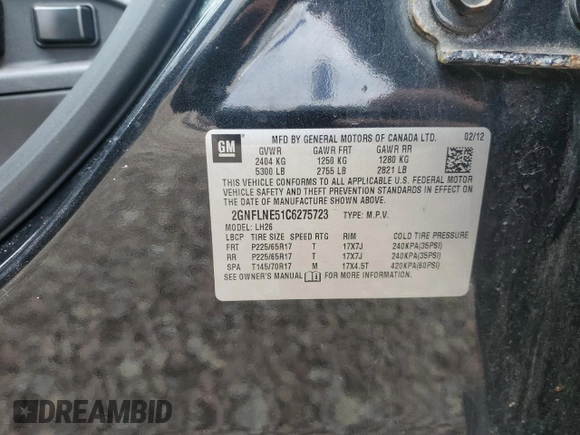 GM
MFD BY GENERAL MOTORS OF CANADA LTD. 02/12
GVWR GAWR FRT GAWR RR
2404 KG 1250 KG 1280 KG
5300 LB 2755 LB 2821 LB
THIS VEHICLE CONFORMS TO ALL APPLICABLE U.S. FEDERAL MOTOR
VEHICLE SAFETY AND THEFT PREVENTION STANDARDS IN EFFECT ON
THE DATE OF MANUFACTURE SHOWN ABOVE.
2GNFLNE51C6275723 TYPE: M.P.V.
MODEL: LH26
LBCP TIRE SIZE SPEED RTG RIM COLD TIRE PRESSURE
FRT P225/65R17 T 17X7J 240KPA(35PSI)
RR P225/65R17 T 17X7J 240KPA(35PSI)
SPA T145/70R17 M 17X4.5T 420KPA(60PSI)
SEE OWNER'S MANUAL FOR MORE INFORMATION.
DREAMBID